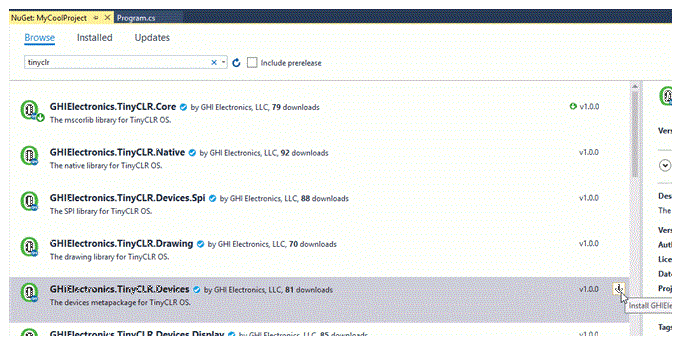 NuGet: MyCoolProject
Program.cs
Browse
Installed
Updates
tinyclr
Include prerelease
GHIElectronics.TinyCLR.Core by GHI Electronics, LLC, 79 downloads
v1.0.0
The mscorlib library for TinyCLR OS.
GHIElectronics.TinyCLR.Native by GHI Electronics, LLC, 92 downloads
v1.0.0
The native library for TinyCLR OS.
GHIElectronics.TinyCLR.Devices.Spi by GHI Electronics, LLC, 88 downloads
v1.0.0
The SPI library for TinyCLR OS.
GHIElectronics.TinyCLR.Drawing by GHI Electronics, LLC, 70 downloads
v1.0.0
The drawing library for TinyCLR OS.
GHIElectronics.TinyCLR.Devices by GHI Electronics, LLC, 81 downloads
v1.0.0
The devices metapackage for TinyCLR OS.
Install GHIEle
GHIElectronics.TinyCLR.Devices.Display by GHI Electronics, LLC, 85 downloads
v1.0.0
Versi
Des
The
Vers
Auth
Lice
Date
Proj
Tags